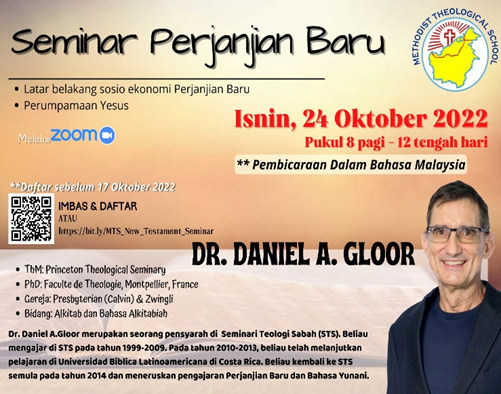 Seminar Perjanjian Baru
METHODIST THEOLOGICAL SCHOOL
• Latar belakang sosio ekonomi Perjanjian Baru
• Perumpamaan Yesus
Isnin, 24 Oktober 2022
Pukul 8 pagi - 12 tengah hari
Melalui zoom
** Pembicaraan Dalam Bahasa Malaysia
**Daftar sebelum 17 Oktober 2022
IMBAS & DAFTAR
ATAU
https://bit.ly/MTS_New_Testament_Seminar
DR. DANIEL A. GLOOR
• ThM: Princeton Theological Seminary
• PhD: Faculte de Theologie, Montpellier, France
• Gereja: Presbyterian (Calvin) & Zwingli
• Bidang: Alkitab dan Bahasa Alkitabiah
Dr. Daniel A.Gloor merupakan seorang pensyarah di Seminari Teologi Sabah (STS). Beliau
mengajar di STS pada tahun 1999-2009. Pada tahun 2010-2013, beliau telah melanjutkan
pelajaran di Universidad Biblica Latinoamericana di Costa Rica. Beliau kembali ke STS
semula pada tahun 2014 dan meneruskan pengajaran Perjanjian Baru dan Bahasa Yunani.